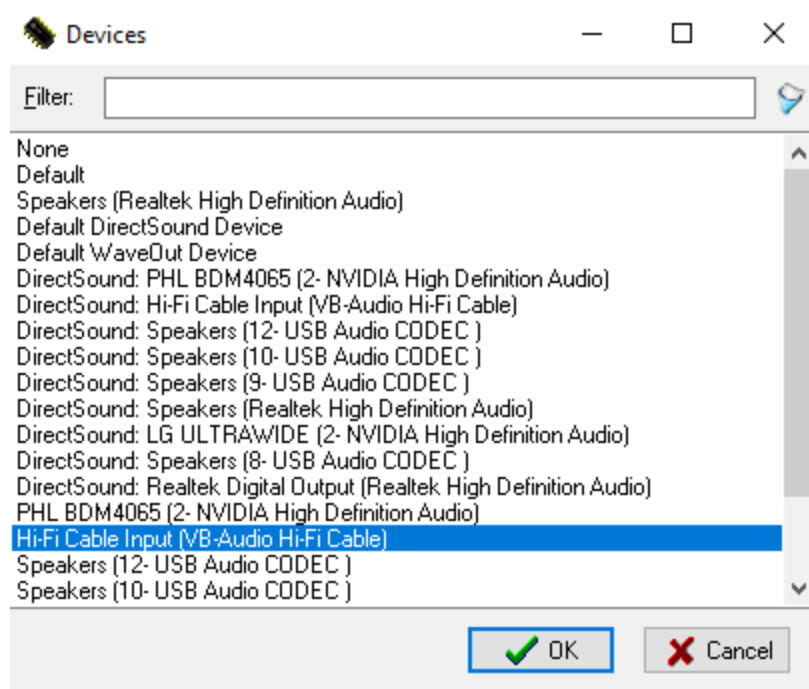 Devices
Filter:
None
Default
Speakers (Realtek High Definition Audio)
Default DirectSound Device
Default WaveOut Device
DirectSound: PHL BDM4065 (2- NVIDIA High Definition Audio)
DirectSound: Hi-Fi Cable Input (VB-Audio Hi-Fi Cable)
DirectSound: Speakers (12- USB Audio CODEC )
DirectSound: Speakers (10- USB Audio CODEC )
DirectSound: Speakers (9- USB Audio CODEC )
DirectSound: Speakers (Realtek High Definition Audio)
DirectSound: LG ULTRAWIDE (2- NVIDIA High Definition Audio)
DirectSound: Speakers (8- USB Audio CODEC )
DirectSound: Realtek Digital Output (Realtek High Definition Audio)
PHL BDM4065 (2- NVIDIA High Definition Audio)
Hi-Fi Cable Input (VB-Audio Hi-Fi Cable)
Speakers (12- USB Audio CODEC )
Speakers (10- USB Audio CODEC )
OK Cancel